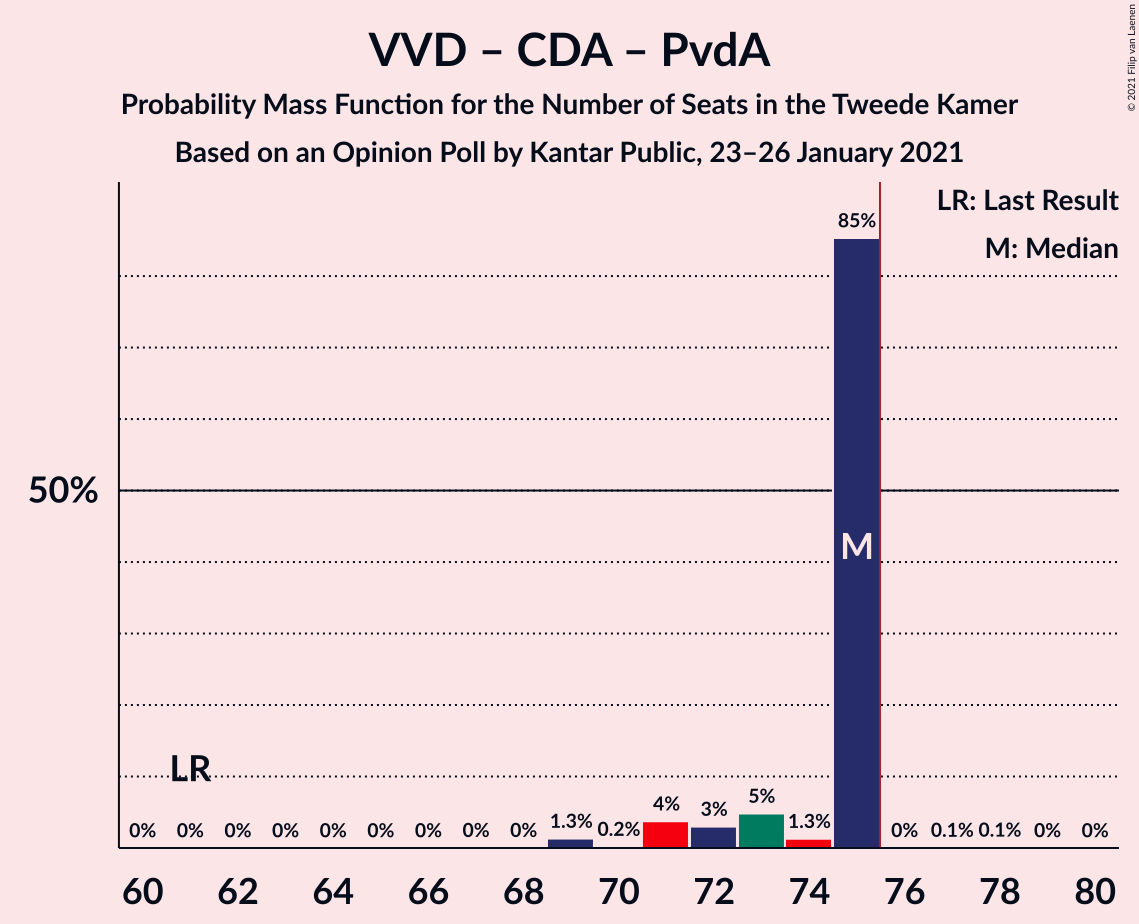 VVD – CDA – PvdA
Probability Mass Function for the Number of Seats in the Tweede Kamer
Based on an Opinion Poll by Kantar Public, 23–26 January 2021
© 2021 Filip van Laenen
LR: Last Result
M: Median
50%
LR
M
0% 0% 0% 0% 0% 0% 0% 0% 0% 1.3% 0.2% 4% 3% 5% 1.3% 85% 0% 0.1% 0.1% 0% 0%
60 62 64 66 68 70 72 74 76 78 80